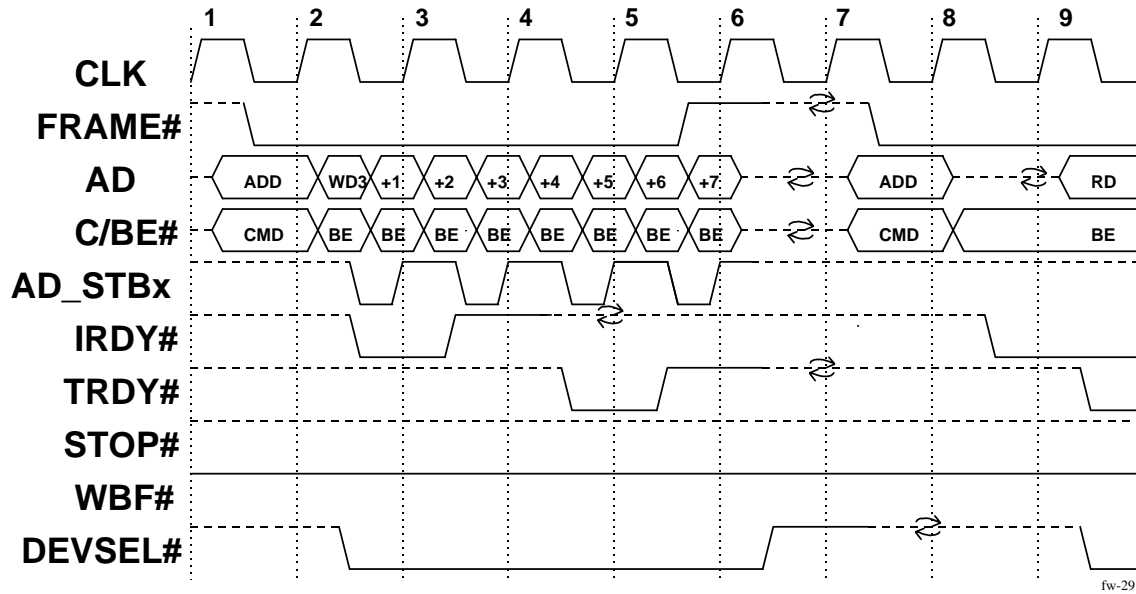 1 2 3 4 5 6 7 8 9
CLK
FRAME#
AD ADD WD3 +1 +2 +3 +4 +5 +6 +7 ADD RD
C/BE# CMD BE BE BE BE BE BE BE BE CMD BE
AD_STBx
IRDY#
TRDY#
STOP#
WBF#
DEVSEL#
fw-29